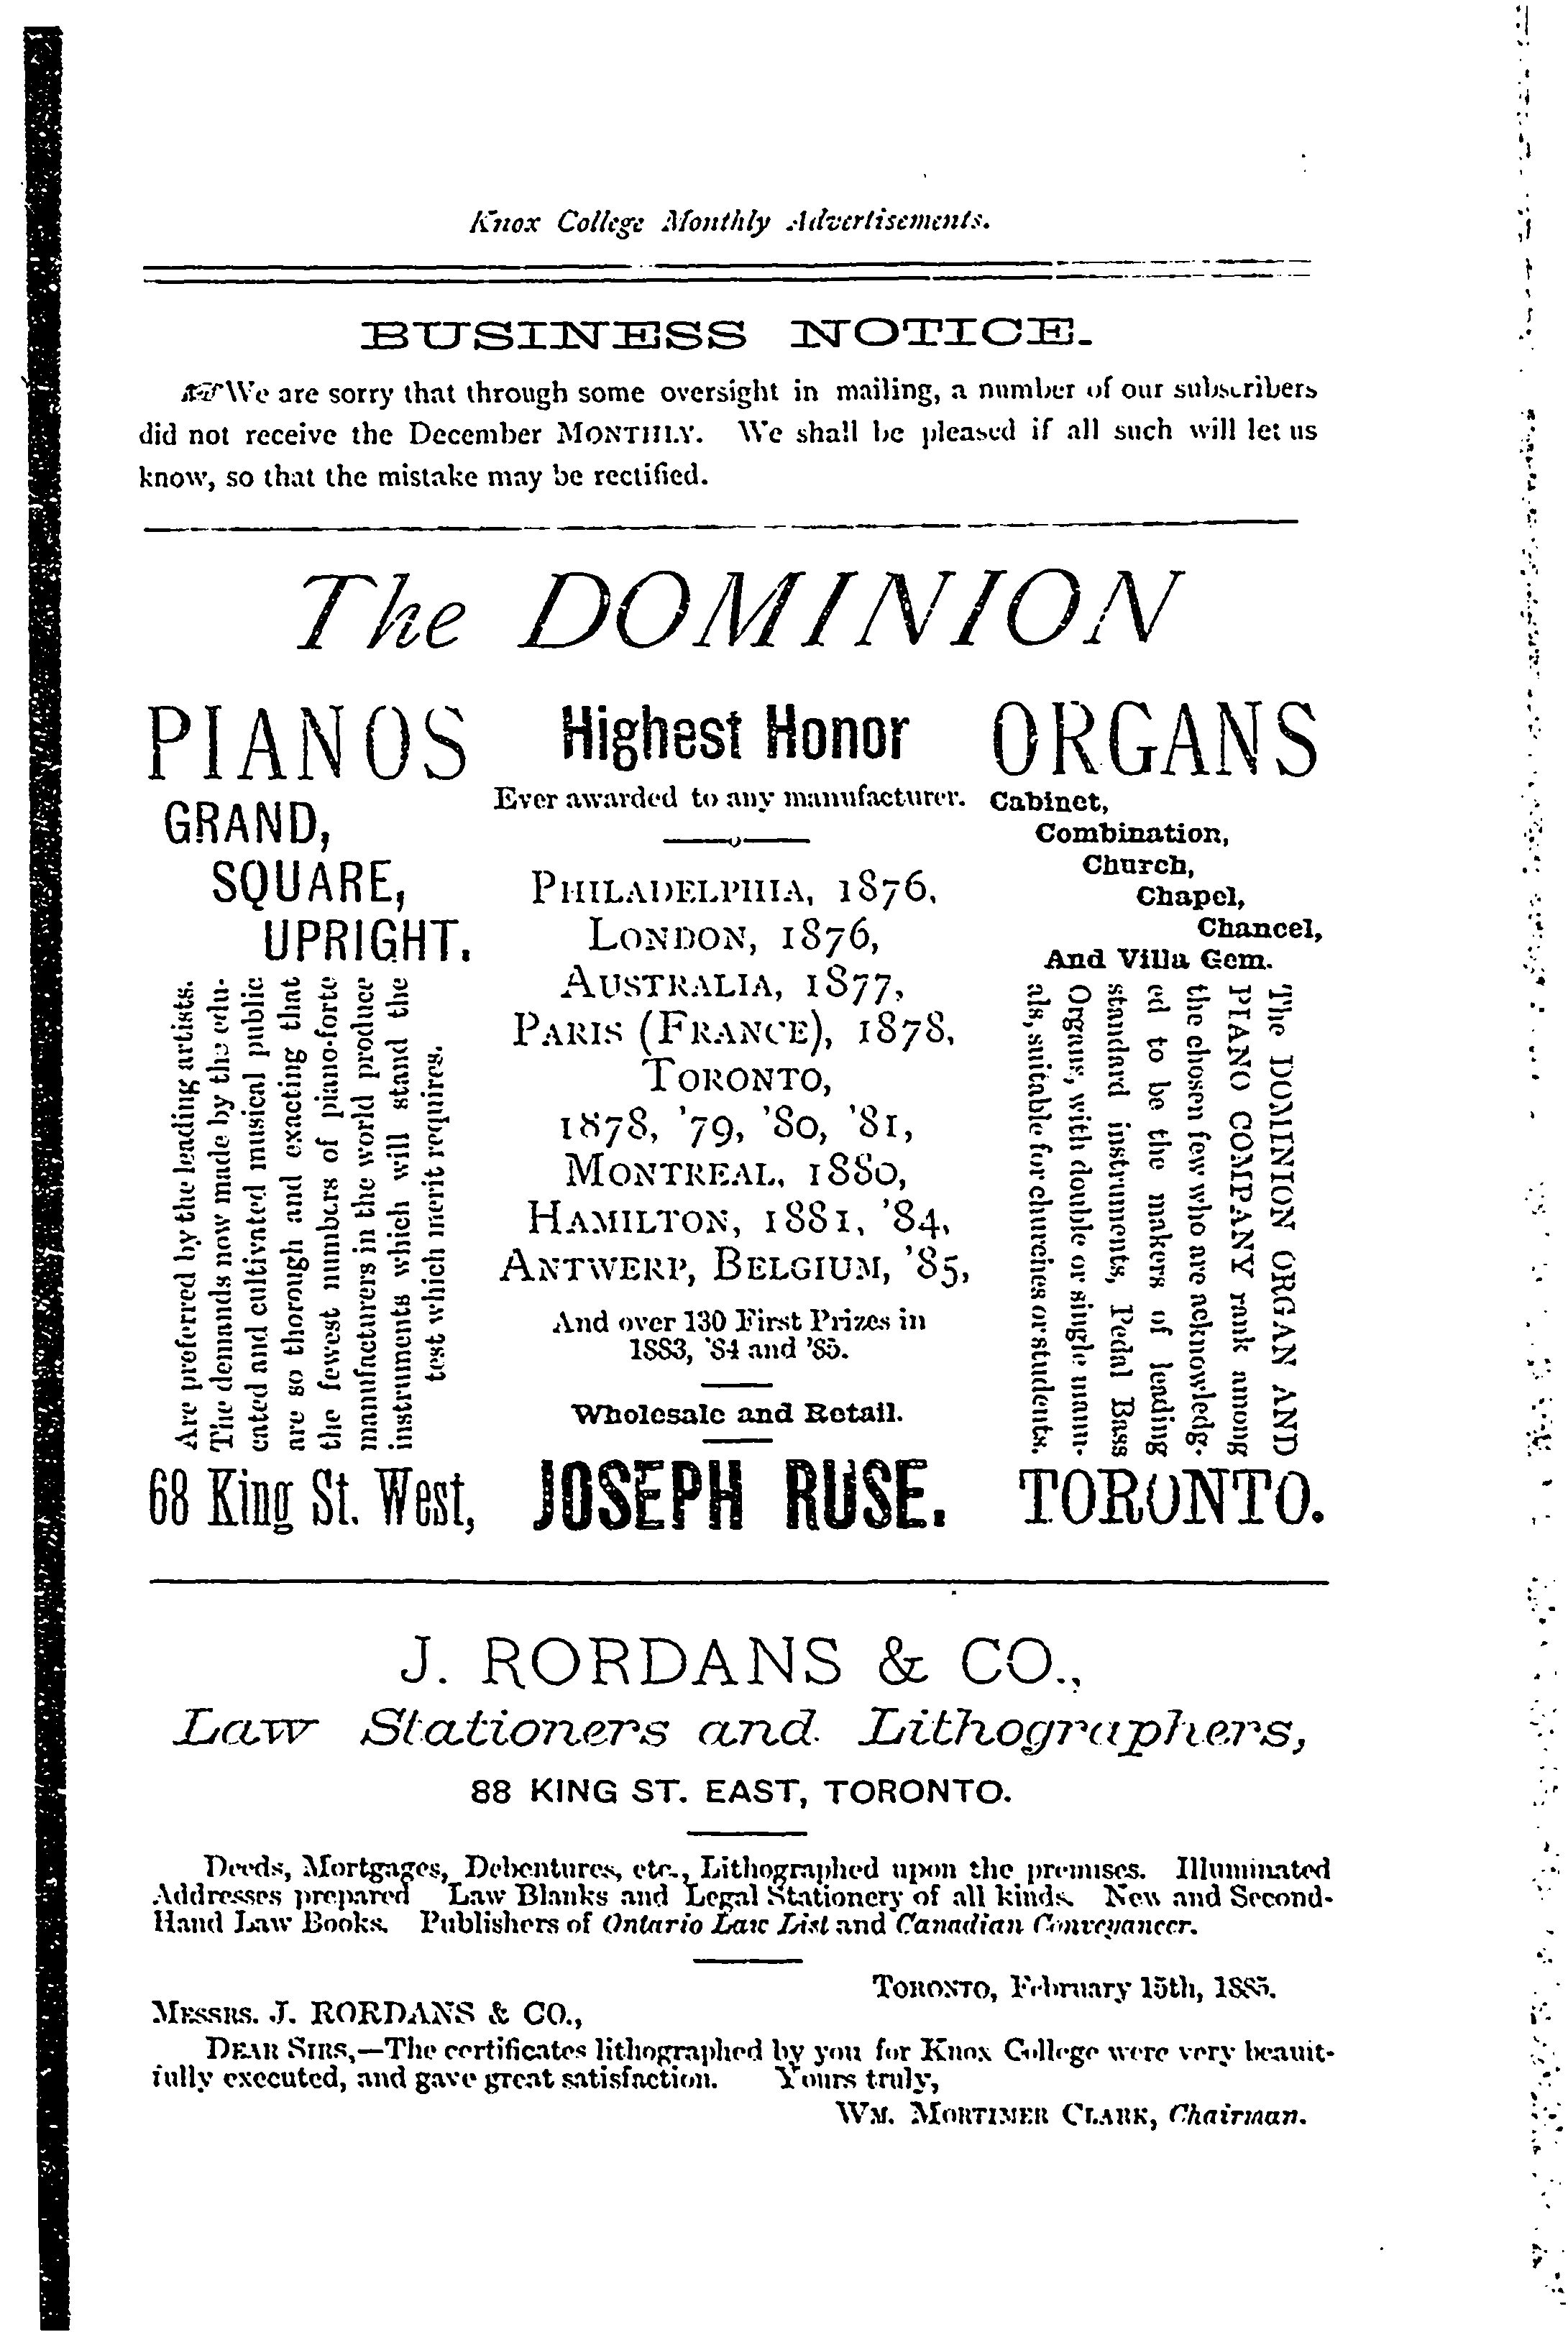 Knox College Monthly Advertisements.
BUSINESS NOTICE.
☞We are sorry that through some oversight in mailing, a number of our subscribers
did not receive the December MONTHLY. We shall be pleased if all such will let us
know, so that the mistake may be rectified.
The DOMINION
PIANOS
GRAND,
SQUARE,
UPRIGHT.
Are preferred by the leading artists.
The demands now made by the edu-
cated and cultivated musical public
are so thorough and exacting that
the fewest numbers of piano-forte
manufacturers in the world produce
instruments which will stand the
test which merit requires.
Highest Honor
Ever awarded to any manufacturer.
PHILADELPHIA, 1876,
LONDON, 1876,
AUSTRALIA, 1877,
PARIS (FRANCE), 1878,
TORONTO,
1878, '79, '80, '81,
MONTREAL, 1880,
HAMILTON, 1881, '84,
ANTWERP, BELGIUM, '85,
And over 130 First Prizes in
1883, '84 and '85.
Wholesale and Retail.
ORGANS
Cabinet,
Combination,
Church,
Chapel,
Chancel,
And Villa Gem.
The DOMINION ORGAN AND
PIANO COMPANY rank among
the chosen few who are acknowledg-
ed to be the makers of leading
standard instruments, Pedal Bass
Organs, with double or single manu-
als, suitable for churches or students.
68 King St. West, JOSEPH RUSE. TORONTO.
J. RORDANS & CO.,
Law Stationers and Lithographers,
88 KING ST. EAST, TORONTO.
Deeds, Mortgages, Debentures, etc., Lithographed upon the premises. Illuminated
Addresses prepared Law Blanks and Legal Stationery of all kinds. New and Second-
Hand Law Books. Publishers of Ontario Law List and Canadian Conveyancer.
TORONTO, February 15th, 1885.
MESSRS. J. RORDANS & CO.,
DEAR SIRS,—The certificates lithographed by you for Knox College were very beauti-
fully executed, and gave great satisfaction. Yours truly,
WM. MORTIMER CLARK, Chairman.